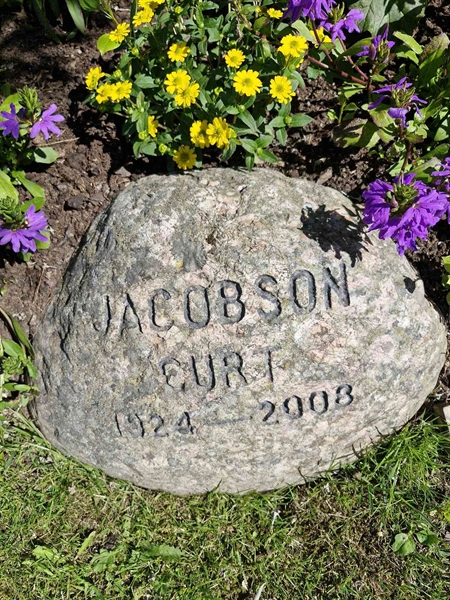 JACOBSON
CURT
1924 — 2008